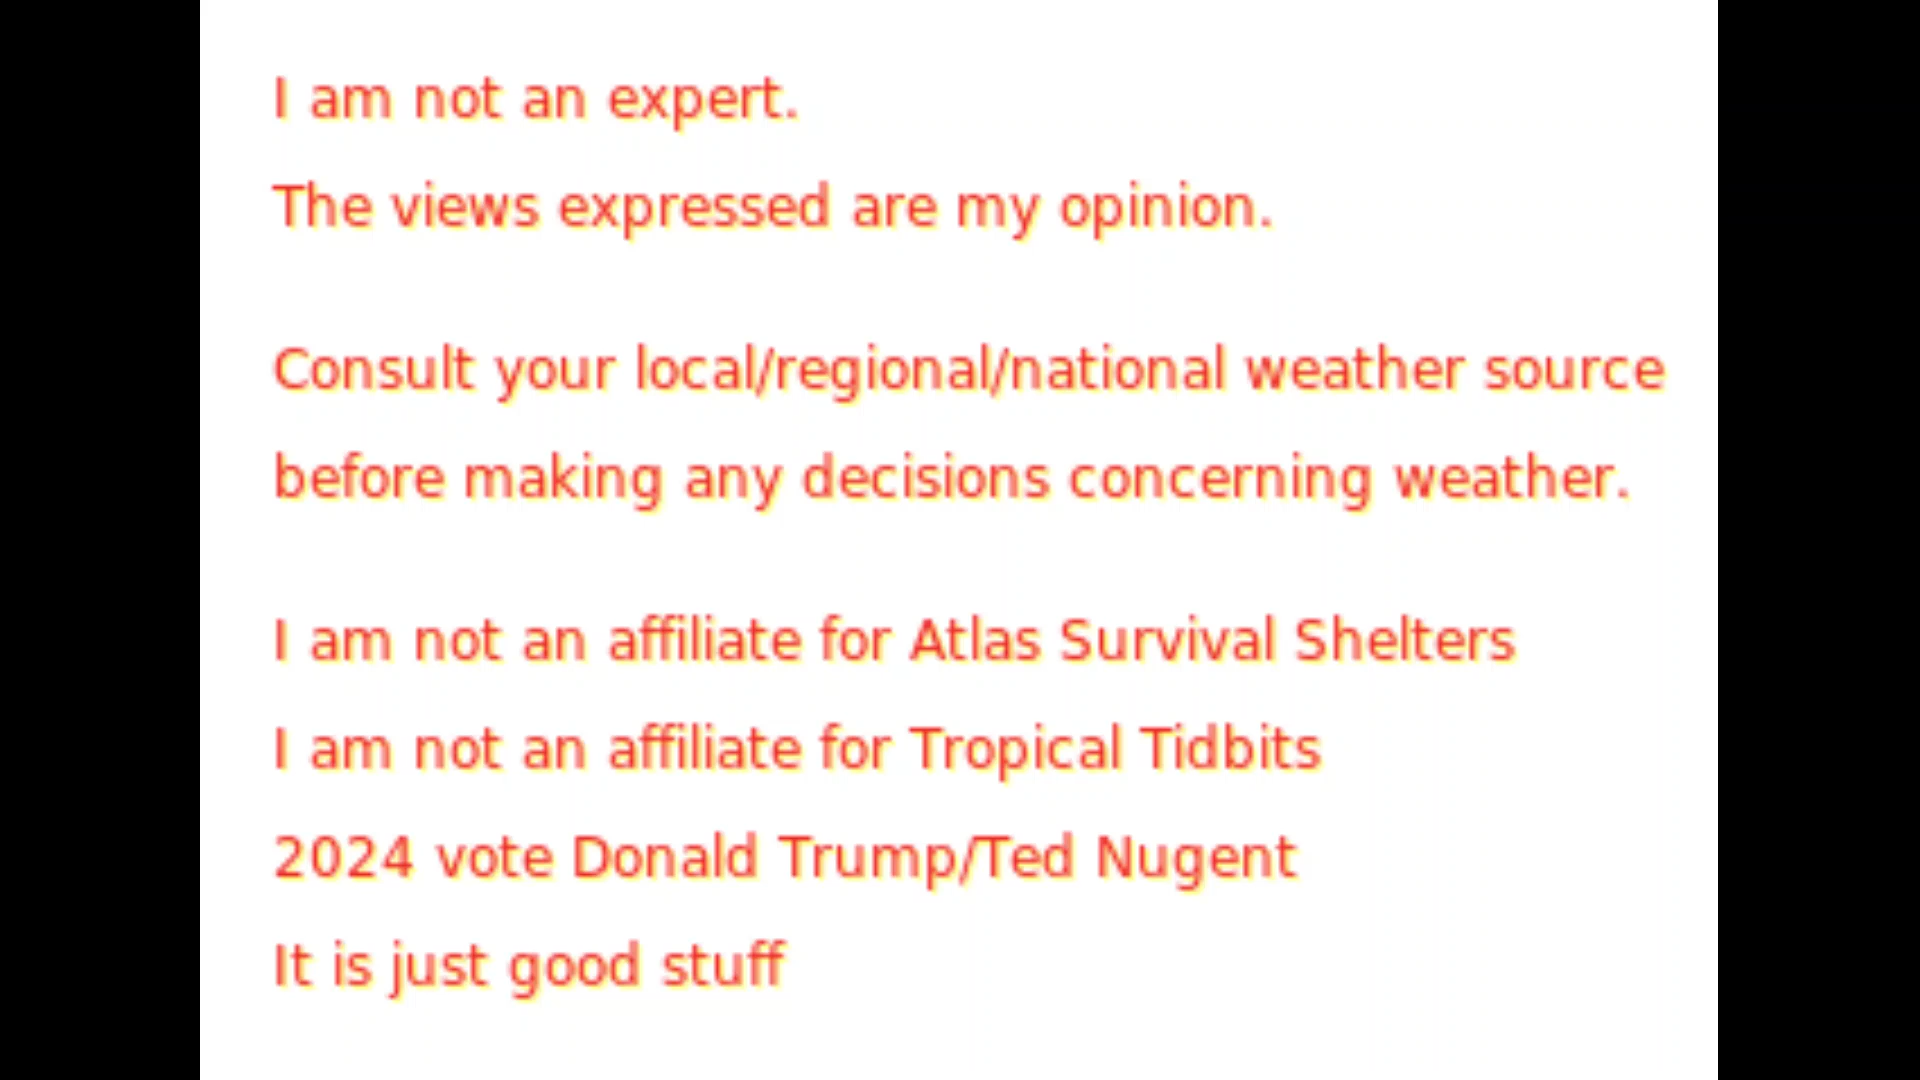 I am not an expert.
The views expressed are my opinion.
Consult your local/regional/national weather source
before making any decisions concerning weather.
I am not an affiliate for Atlas Survival Shelters
I am not an affiliate for Tropical Tidbits
2024 vote Donald Trump/Ted Nugent
It is just good stuff